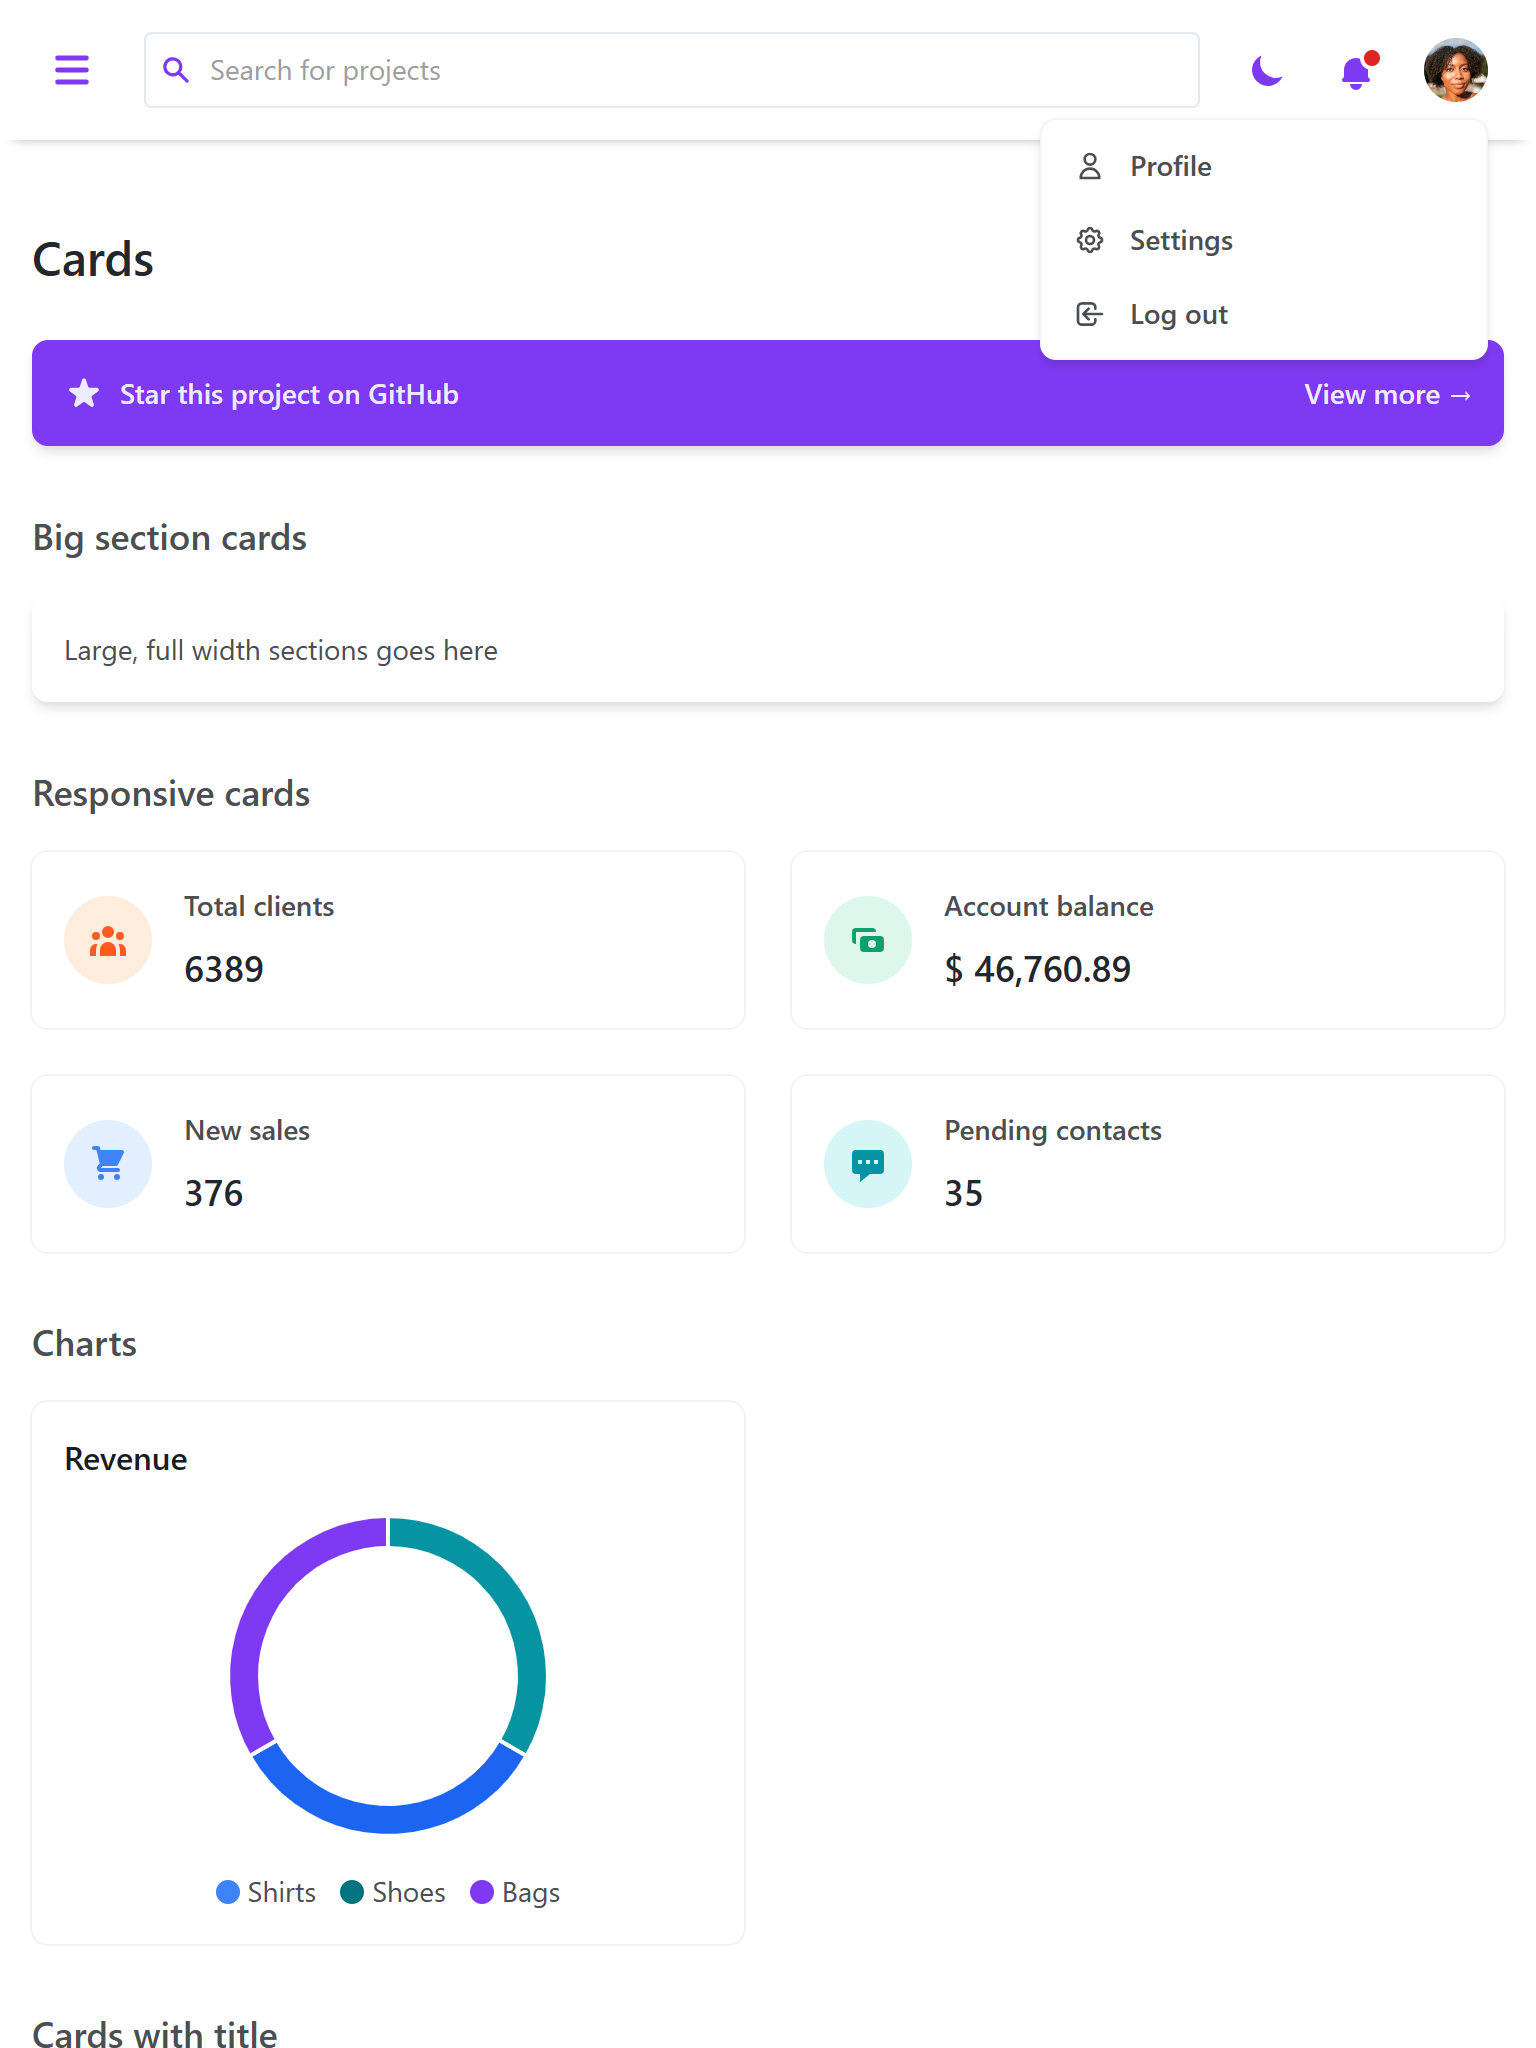 Search for projects
Profile
Settings
Log out
Cards
Star this project on GitHub
View more →
Big section cards
Large, full width sections goes here
Responsive cards
Total clients
6389
Account balance
$ 46,760.89
New sales
376
Pending contacts
35
Charts
Revenue
Shirts
Shoes
Bags
Cards with title